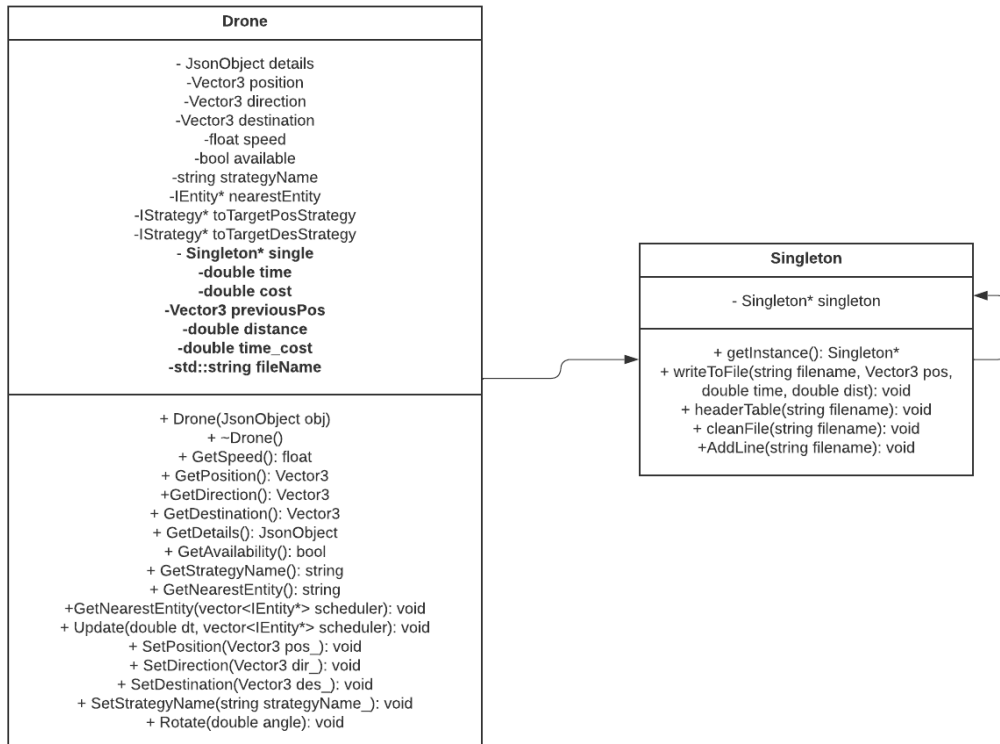 Drone
- JsonObject details
-Vector3 position
-Vector3 direction
-Vector3 destination
-float speed
-bool available
-string strategyName
-IEntity* nearestEntity
-IStrategy* toTargetPosStrategy
-IStrategy* toTargetDesStrategy
- Singleton* single
-double time
-double cost
-Vector3 previousPos
-double distance
-double time_cost
-std::string fileName
+ Drone(JsonObject obj)
+ ~Drone()
+ GetSpeed(): float
+ GetPosition(): Vector3
+GetDirection(): Vector3
+ GetDestination(): Vector3
+ GetDetails(): JsonObject
+ GetAvailability(): bool
+ GetStrategyName(): string
+ GetNearestEntity(): string
+GetNearestEntity(vector<IEntity*> scheduler): void
+ Update(double dt, vector<IEntity*> scheduler): void
+ SetPosition(Vector3 pos_): void
+ SetDirection(Vector3 dir_): void
+ SetDestination(Vector3 des_): void
+ SetStrategyName(string strategyName_): void
+ Rotate(double angle): void
Singleton
- Singleton* singleton
+ getInstance(): Singleton*
+ writeToFile(string filename, Vector3 pos,
double time, double dist): void
+ headerTable(string filename): void
+ cleanFile(string filename): void
+AddLine(string filename): void